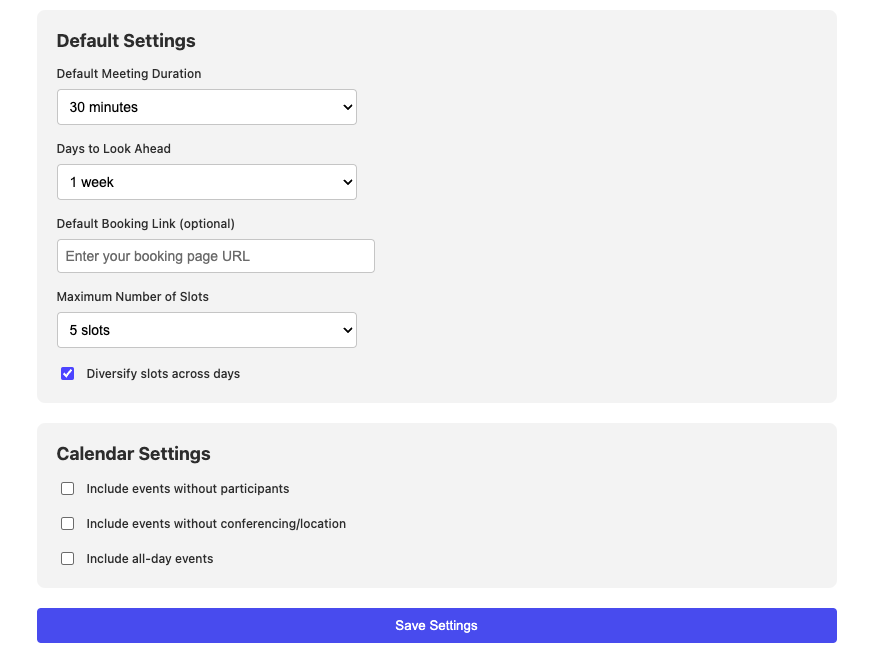 Default Settings
Default Meeting Duration
30 minutes
Days to Look Ahead
1 week
Default Booking Link (optional)
Enter your booking page URL
Maximum Number of Slots
5 slots
Diversify slots across days
Calendar Settings
Include events without participants
Include events without conferencing/location
Include all-day events
Save Settings